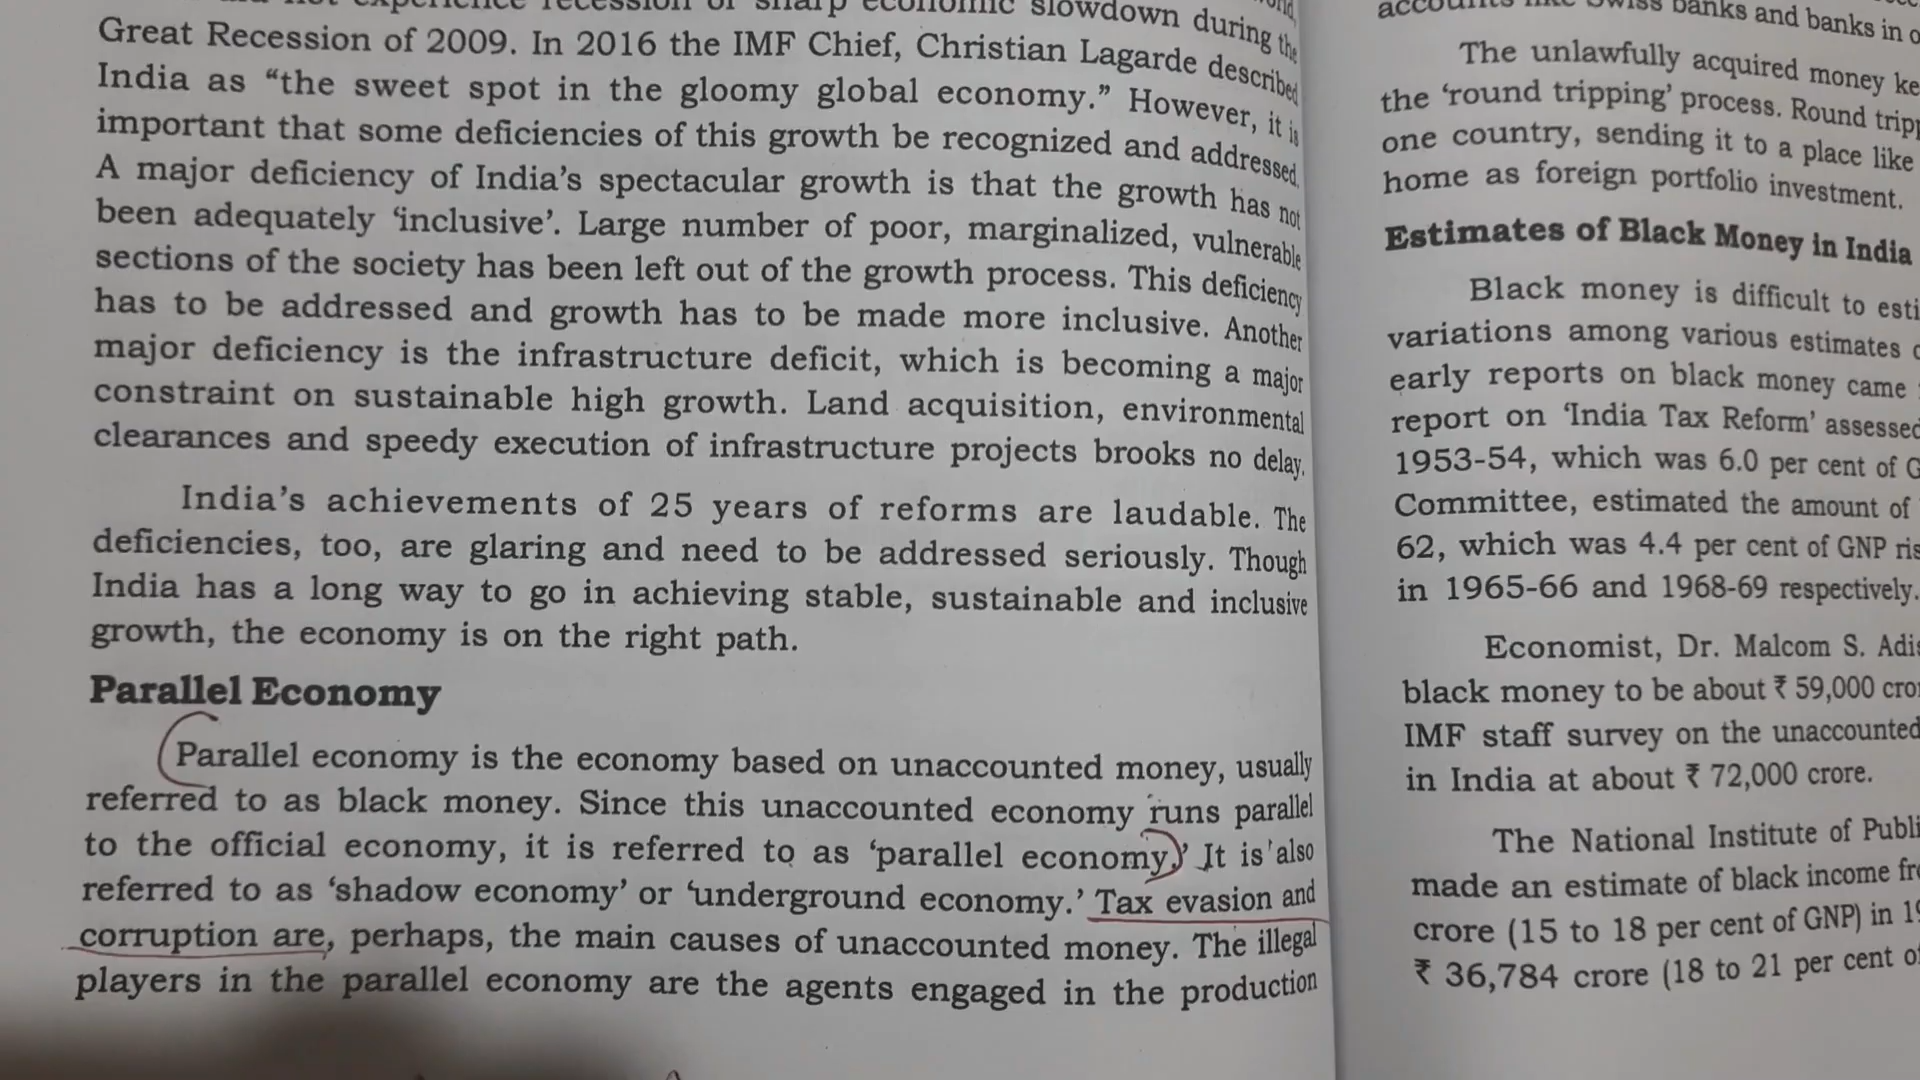 experience recession or sharp economic slowdown during the
Great Recession of 2009. In 2016 the IMF Chief, Christian Lagarde described
India as “the sweet spot in the gloomy global economy.” However, it is
important that some deficiencies of this growth be recognized and addressed.
A major deficiency of India’s spectacular growth is that the growth has not
been adequately ‘inclusive’. Large number of poor, marginalized, vulnerable
sections of the society has been left out of the growth process. This deficiency
has to be addressed and growth has to be made more inclusive. Another
major deficiency is the infrastructure deficit, which is becoming a major
constraint on sustainable high growth. Land acquisition, environmental
clearances and speedy execution of infrastructure projects brooks no delay.
India’s achievements of 25 years of reforms are laudable. The
deficiencies, too, are glaring and need to be addressed seriously. Though
India has a long way to go in achieving stable, sustainable and inclusive
growth, the economy is on the right path.
Parallel Economy
Parallel economy is the economy based on unaccounted money, usually
referred to as black money. Since this unaccounted economy runs parallel
to the official economy, it is referred to as ‘parallel economy.’ It is also
referred to as ‘shadow economy’ or ‘underground economy.’ Tax evasion and
corruption are, perhaps, the main causes of unaccounted money. The illegal
players in the parallel economy are the agents engaged in the production
banks and banks in
The unlawfully acquired money
the ‘round tripping’ process. Round
one country, sending it to a place like
home as foreign portfolio investment.
Estimates of Black Money in India
Black money is difficult to
variations among various estimates
early reports on black money came
report on ‘India Tax Reform’ assessed
1953-54, which was 6.0 per cent of
Committee, estimated the amount of
62, which was 4.4 per cent of GNP
in 1965-66 and 1968-69 respectively.
Economist, Dr. Malcom S.
black money to be about ₹ 59,000
IMF staff survey on the unaccounted
in India at about ₹ 72,000 crore.
The National Institute of
made an estimate of black income
crore (15 to 18 per cent of GNP) in
₹ 36,784 crore (18 to 21 per cent